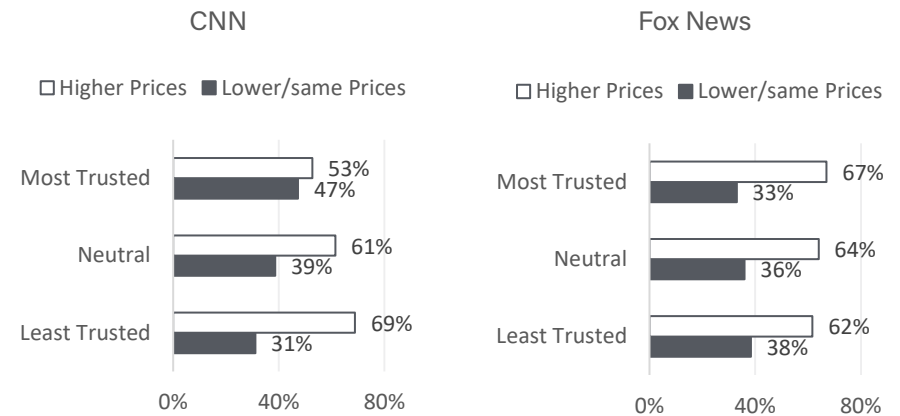 CNN
Higher Prices Lower/same Prices
Most Trusted
53%
47%
Neutral
61%
39%
Least Trusted
69%
31%
0% 40% 80%
Fox News
Higher Prices Lower/same Prices
Most Trusted
67%
33%
Neutral
64%
36%
Least Trusted
62%
38%
0% 40% 80%